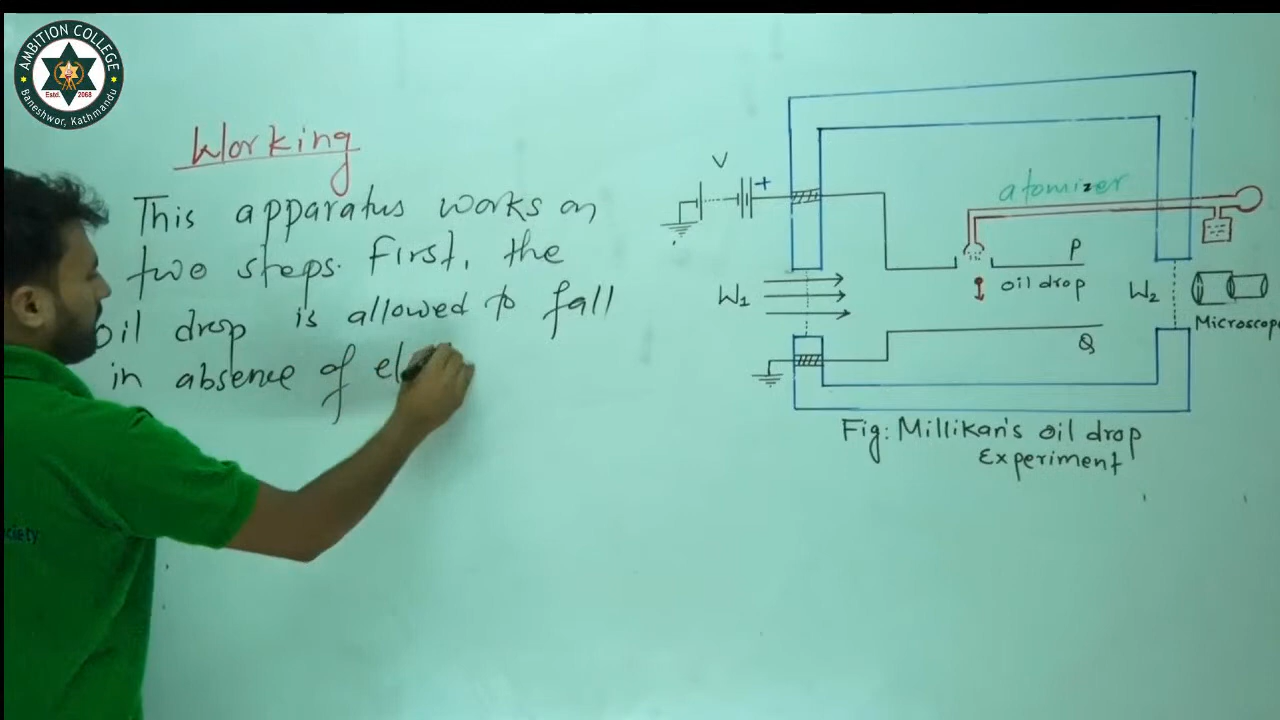 AMBITION COLLEGE
Estd. 2068
Baneshwor, Kathmandu
Working
This apparatus works on
two steps. First, the
oil drop is allowed to fall
in absence of el
ciety
V
+
atomizer
P
oil drop
W1
W2
Microscope
Q
Fig: Millikan's oil drop
Experiment